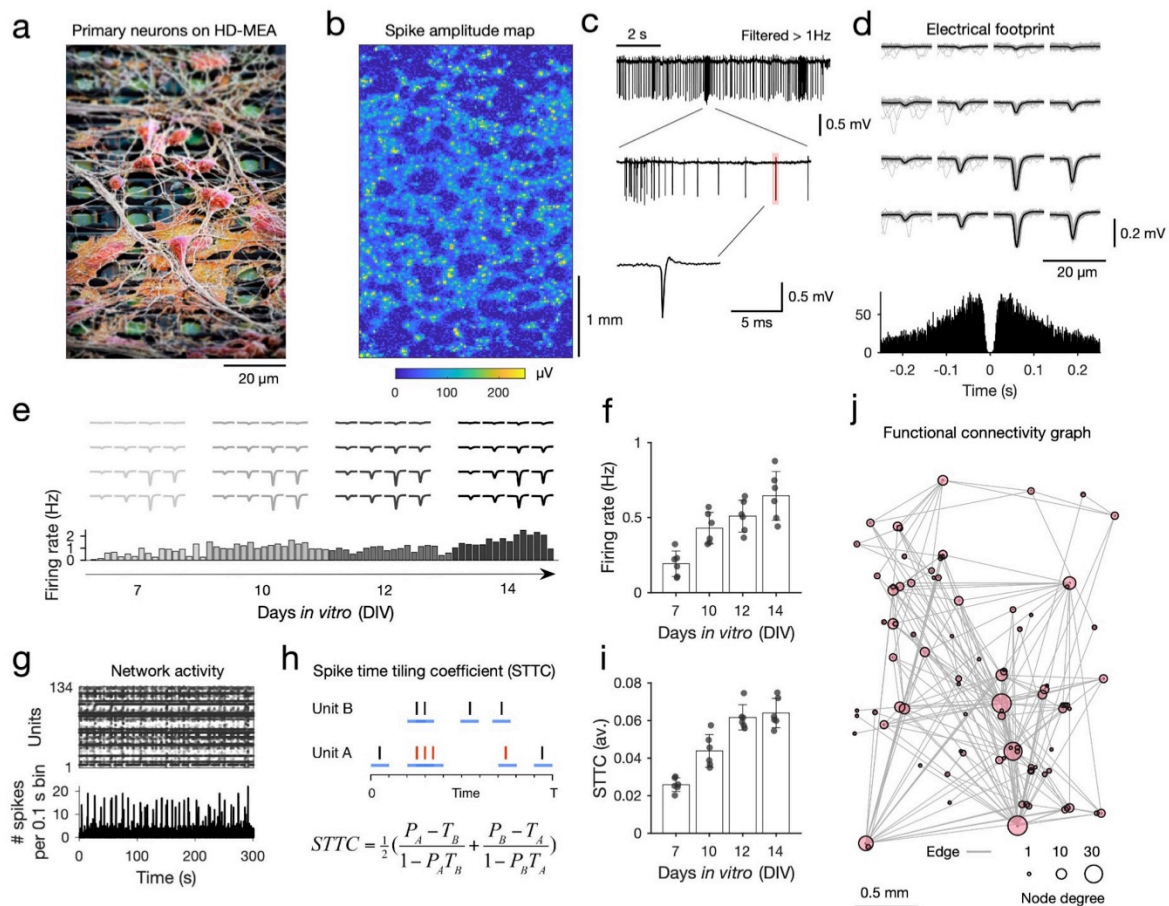 a
Primary neurons on HD-MEA
20 µm
b
Spike amplitude map
1 mm
µV
0 100 200
c
2 s
Filtered > 1Hz
0.5 mV
0.5 mV
5 ms
d
Electrical footprint
0.2 mV
20 µm
50
0
-0.2 -0.1 0 0.1 0.2
Time (s)
e
Firing rate (Hz)
2
1
0
7 10 12 14
Days in vitro (DIV)
f
Firing rate (Hz)
1
0.5
0
7 10 12 14
Days in vitro (DIV)
g
Network activity
Units
134
1
# spikes
per 0.1 s bin
20
10
0
0 100 200 300
Time (s)
h
Spike time tiling coefficient (STTC)
Unit B
Unit A
0 Time T
STTC = ½(P_A − T_B / 1 − P_A T_B + P_B − T_A / 1 − P_B T_A)
i
STTC (av.)
0.08
0.06
0.04
0.02
0
7 10 12 14
Days in vitro (DIV)
j
Functional connectivity graph
Edge
1 10 30
Node degree
0.5 mm